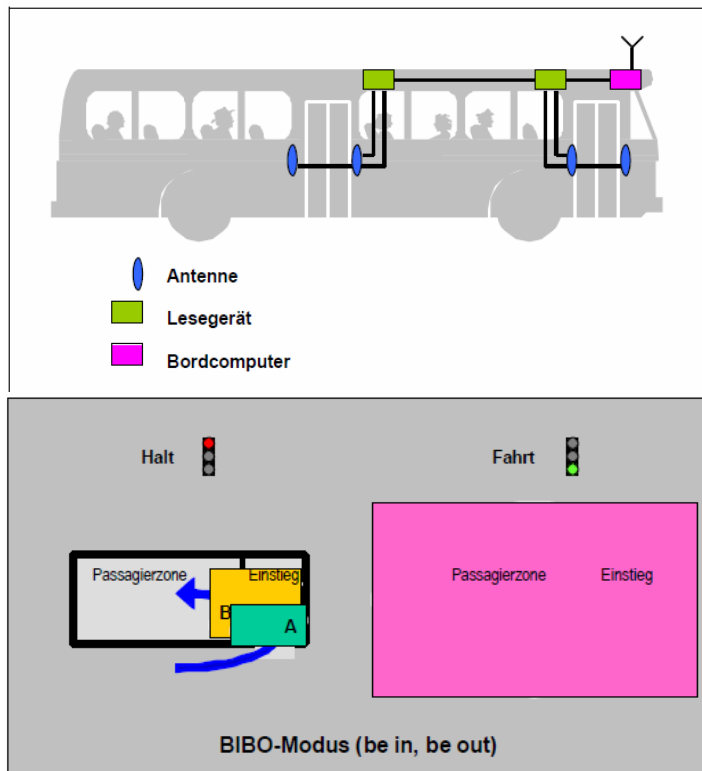 Antenne
Lesegerät
Bordcomputer
Halt
Fahrt
Passagierzone Einstieg
B
A
Passagierzone Einstieg
BIBO-Modus (be in, be out)